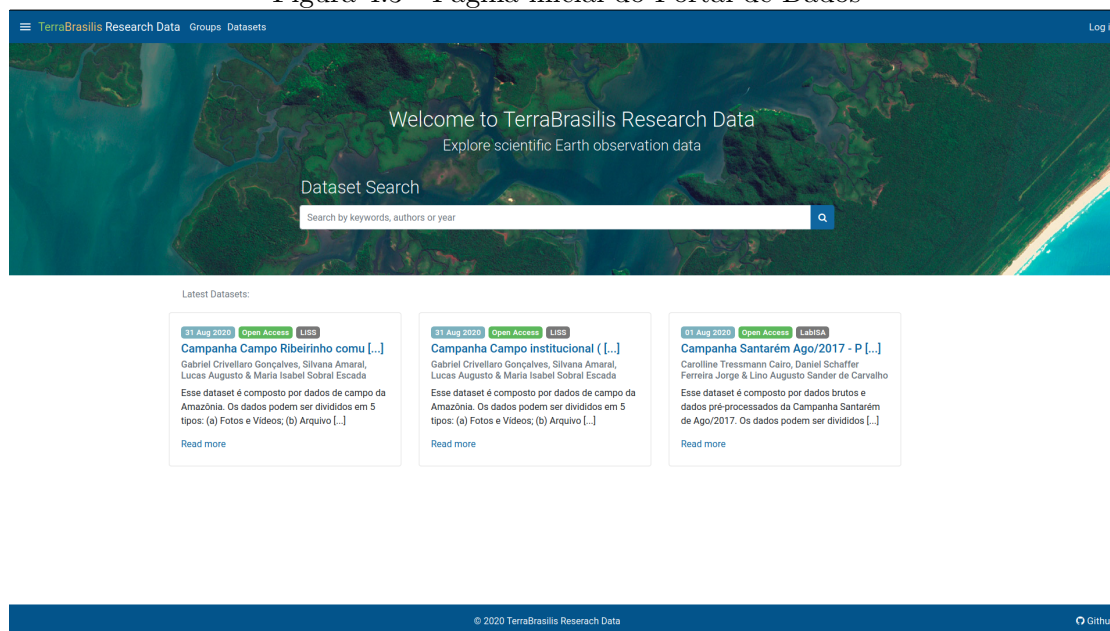 TerraBrasilis Research Data Groups Datasets
Welcome to TerraBrasilis Research Data
Explore scientific Earth observation data
Dataset Search
Search by keywords, authors or year
Latest Datasets:
31 Aug 2020 Open Access LiSS
Campanha Campo Ribeirinho comu [...]
Gabriel Crivellaro Gonçalves, Silvana Amaral,
Lucas Augusto & Maria Isabel Sobral Escada
Esse dataset é composto por dados de campo da
Amazônia. Os dados podem ser divididos em 5
tipos: (a) Fotos e Vídeos; (b) Arquivo [...]
Read more
31 Aug 2020 Open Access LiSS
Campanha Campo institucional ( [...]
Gabriel Crivellaro Gonçalves, Silvana Amaral,
Lucas Augusto & Maria Isabel Sobral Escada
Esse dataset é composto por dados de campo da
Amazônia. Os dados podem ser divididos em 5
tipos: (a) Fotos e Vídeos; (b) Arquivo [...]
Read more
01 Aug 2020 Open Access LabISA
Campanha Santarém Ago/2017 - P [...]
Carolline Tressmann Cairo, Daniel Schaffer
Ferreira Jorge & Lino Augusto Sander de Carvalho
Esse dataset é composto por dados brutos e
dados pré-processados da Campanha Santarém
de Ago/2017. Os dados podem ser divididos [...]
Read more
© 2020 TerraBrasilis Reserach Data